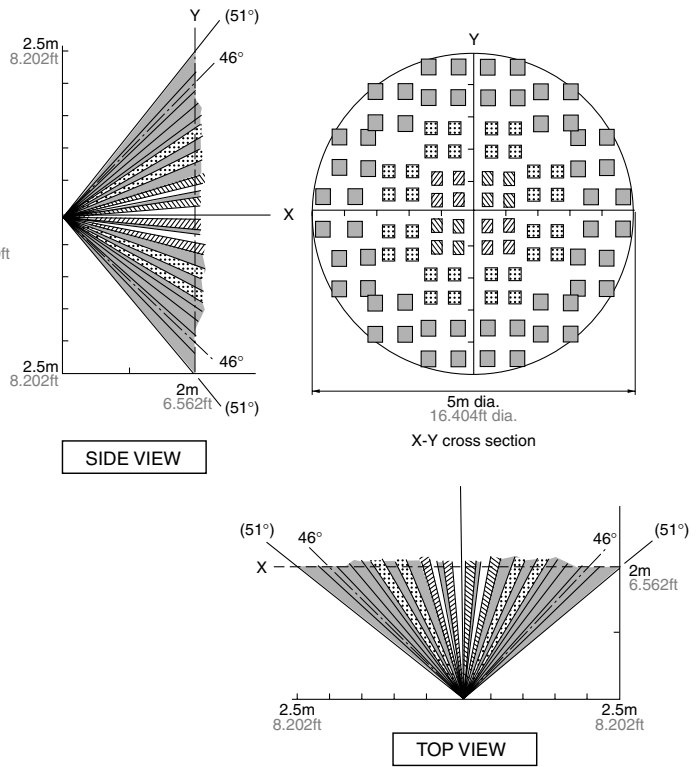 Y
(51°)
2.5m
8.202ft
46°
X
ft
46°
2.5m
8.202ft
2m
6.562ft
(51°)
SIDE VIEW
Y
5m dia.
16.404ft dia.
X-Y cross section
(51°)
46°
46°
(51°)
X
2m
6.562ft
2.5m
8.202ft
2.5m
8.202ft
TOP VIEW